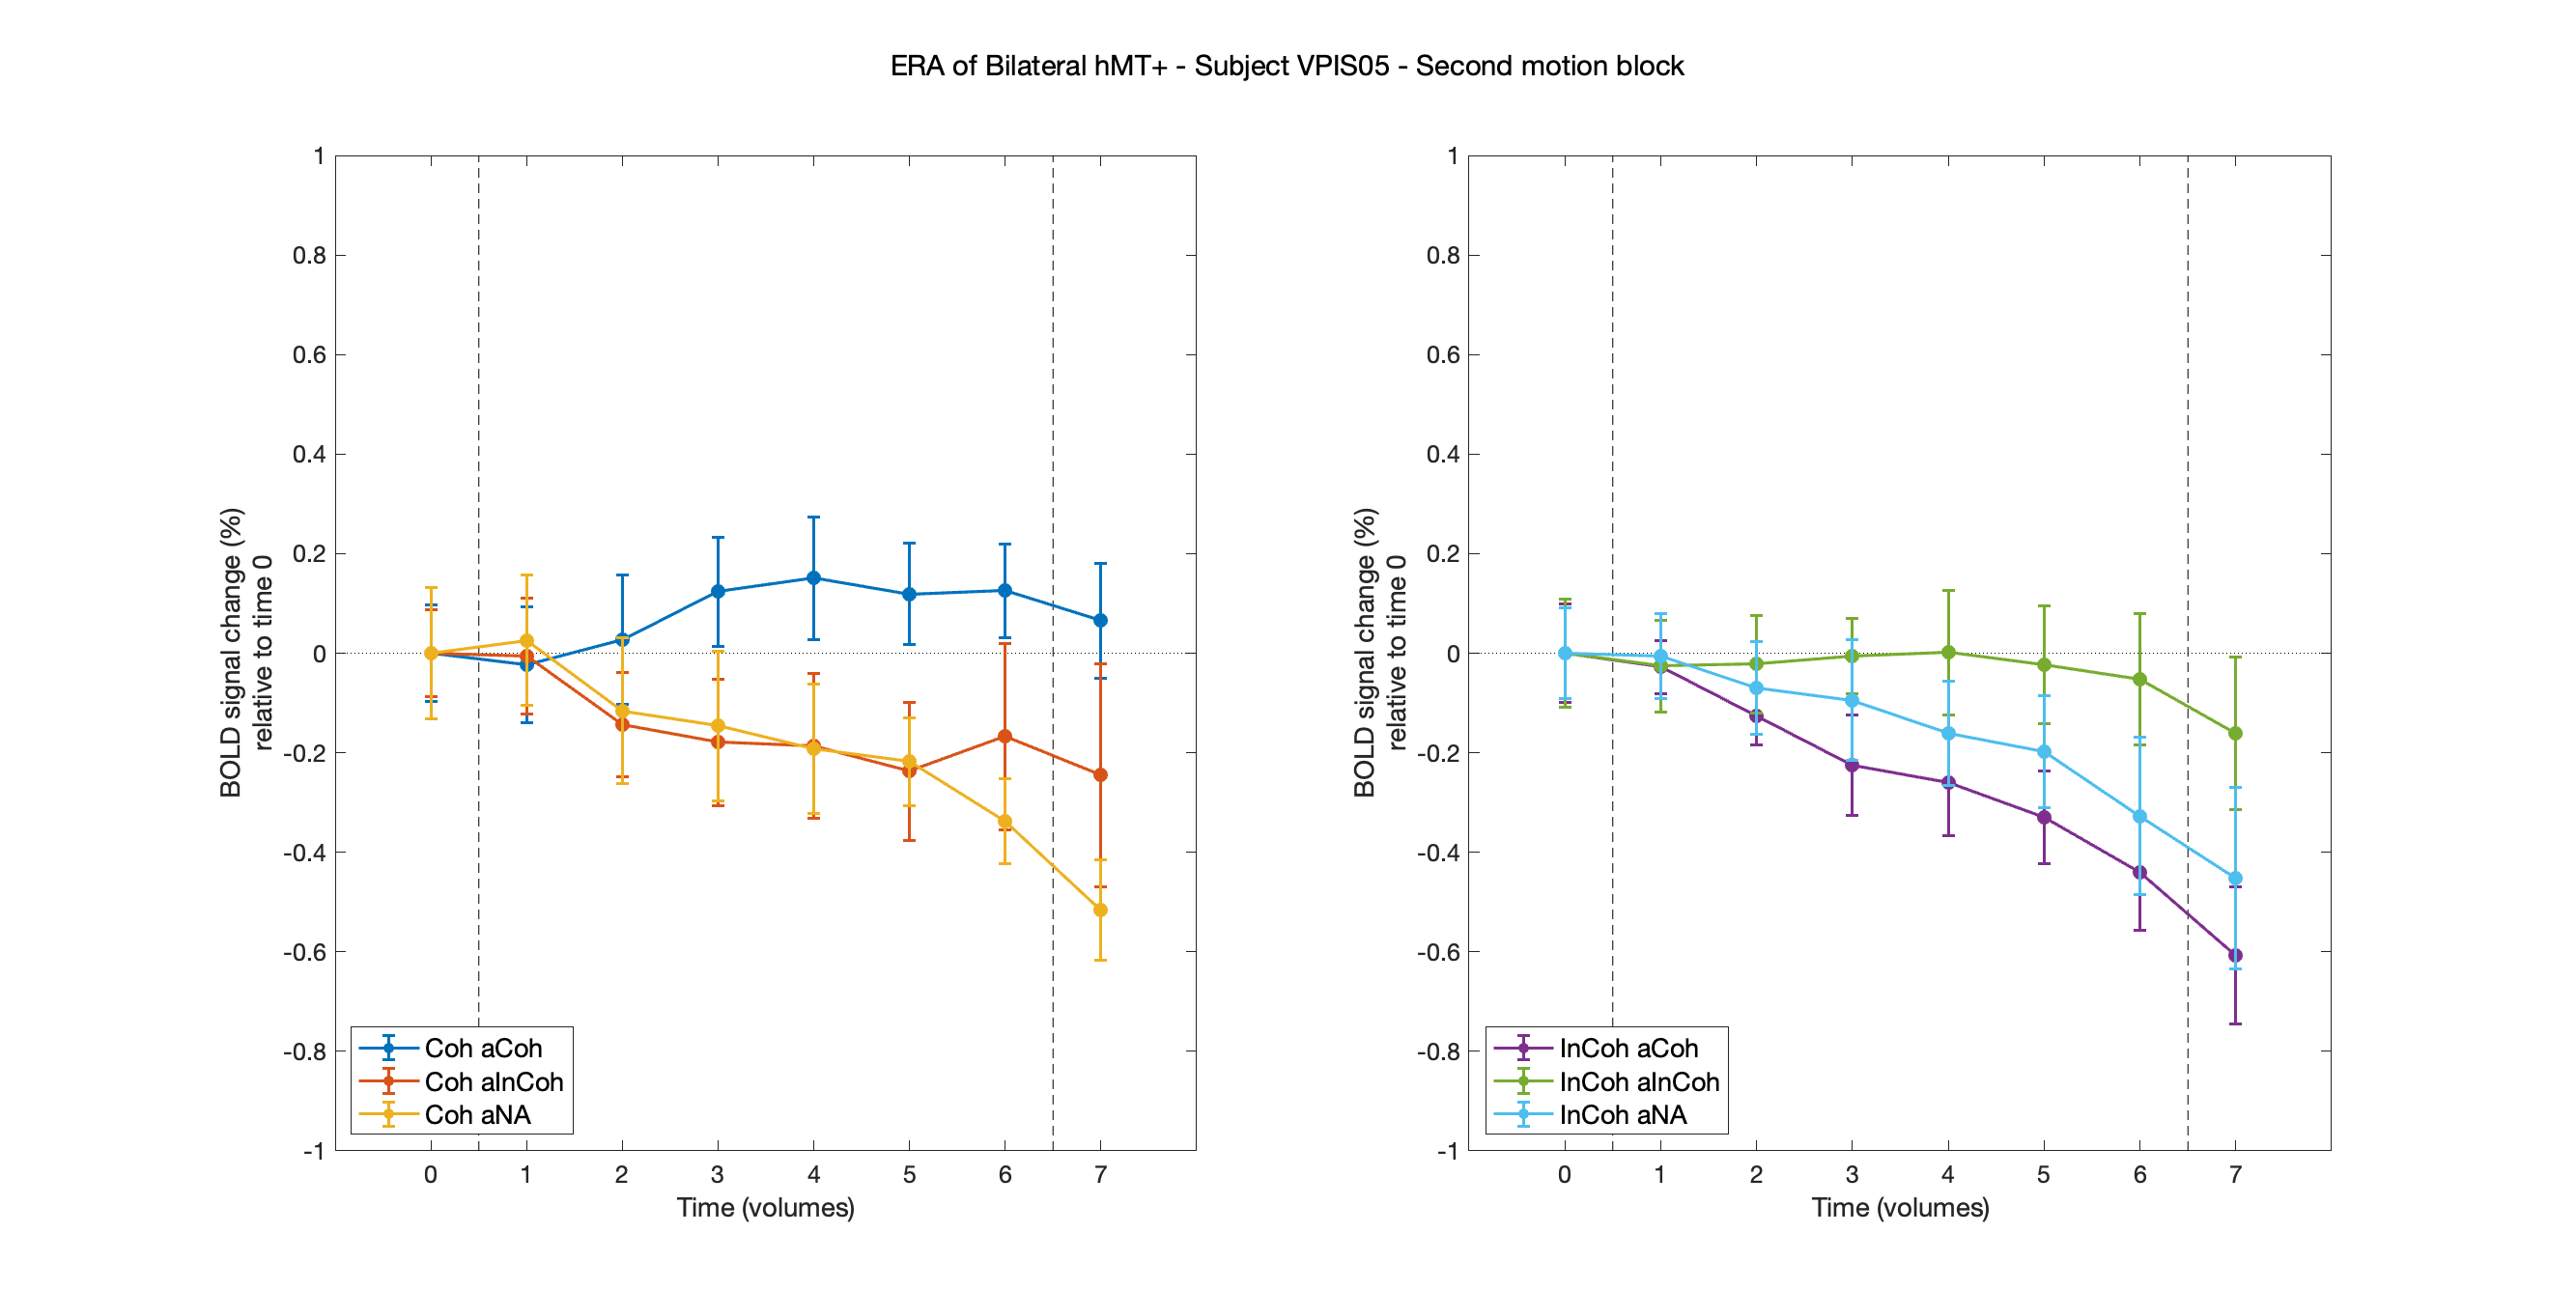 ERA of Bilateral hMT+ - Subject VPIS05 - Second motion block
1
0.8
0.6
0.4
0.2
0
-0.2
-0.4
-0.6
-0.8
-1
BOLD signal change (%)
relative to time 0
0 1 2 3 4 5 6 7
Time (volumes)
Coh aCoh
Coh aInCoh
Coh aNA
1
0.8
0.6
0.4
0.2
0
-0.2
-0.4
-0.6
-0.8
-1
BOLD signal change (%)
relative to time 0
0 1 2 3 4 5 6 7
Time (volumes)
InCoh aCoh
InCoh aInCoh
InCoh aNA